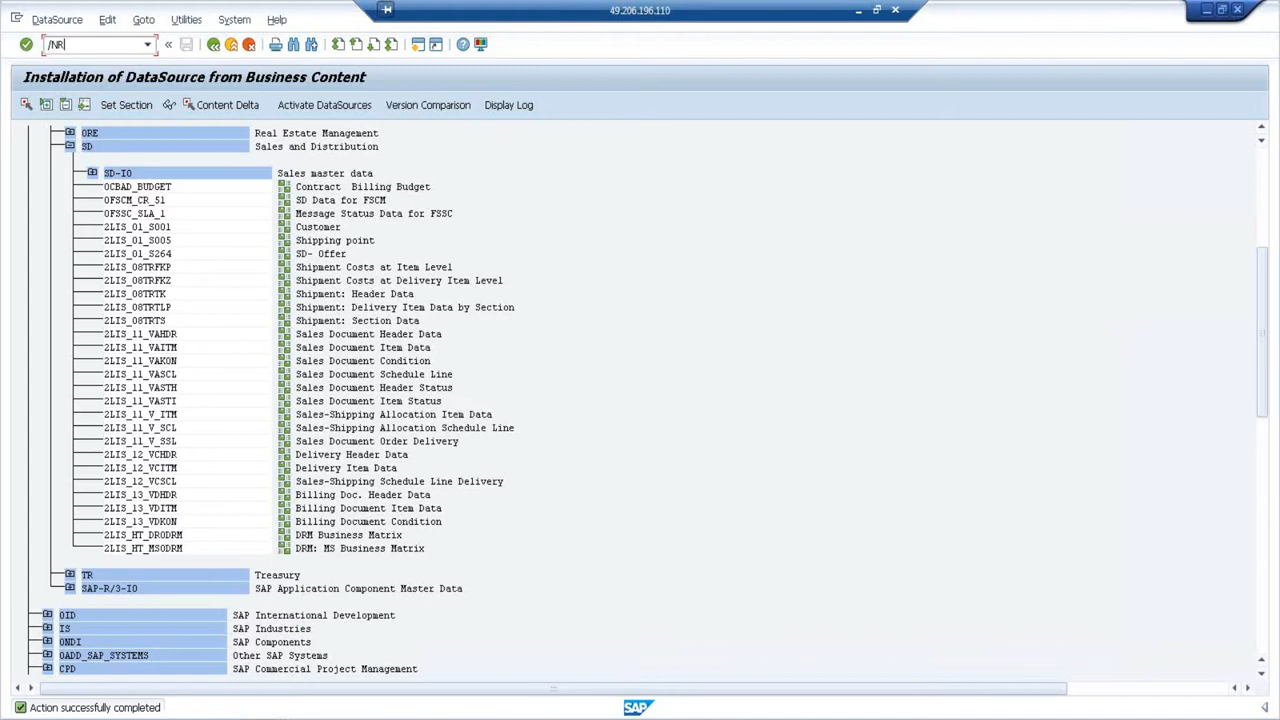 49.206.196.110
DataSource Edit Goto Utilities System Help
/NR
Installation of DataSource from Business Content
Set Section Content Delta Activate DataSources Version Comparison Display Log
ORE Real Estate Management
SD Sales and Distribution
SD-IO Sales master data
0CBAD_BUDGET Contract Billing Budget
0FSCM_CR_51 SD Data for FSCM
0FSSC_SLA_1 Message Status Data for FSSC
2LIS_01_S001 Customer
2LIS_01_S005 Shipping point
2LIS_01_S264 SD- Offer
2LIS_08TRFKP Shipment Costs at Item Level
2LIS_08TRFKZ Shipment Costs at Delivery Item Level
2LIS_08TRTK Shipment: Header Data
2LIS_08TRTLP Shipment: Delivery Item Data by Section
2LIS_08TRTS Shipment: Section Data
2LIS_11_VAHDR Sales Document Header Data
2LIS_11_VAITM Sales Document Item Data
2LIS_11_VAKON Sales Document Condition
2LIS_11_VASCL Sales Document Schedule Line
2LIS_11_VASTH Sales Document Header Status
2LIS_11_VASTI Sales Document Item Status
2LIS_11_V_ITM Sales-Shipping Allocation Item Data
2LIS_11_V_SCL Sales-Shipping Allocation Schedule Line
2LIS_11_V_SSL Sales Document Order Delivery
2LIS_12_VCHDR Delivery Header Data
2LIS_12_VCITM Delivery Item Data
2LIS_12_VCSCL Sales-Shipping Schedule Line Delivery
2LIS_13_VDHDR Billing Doc. Header Data
2LIS_13_VDITM Billing Document Item Data
2LIS_13_VDKON Billing Document Condition
2LIS_HT_DRODRM DRM Business Matrix
2LIS_HT_MSODRM DRM: MS Business Matrix
TR Treasury
SAP-R/3-IO SAP Application Component Master Data
OID SAP International Development
IS SAP Industries
0NDI SAP Components
0ADD_SAP_SYSTEMS Other SAP Systems
CPD SAP Commercial Project Management
Action successfully completed
SAP